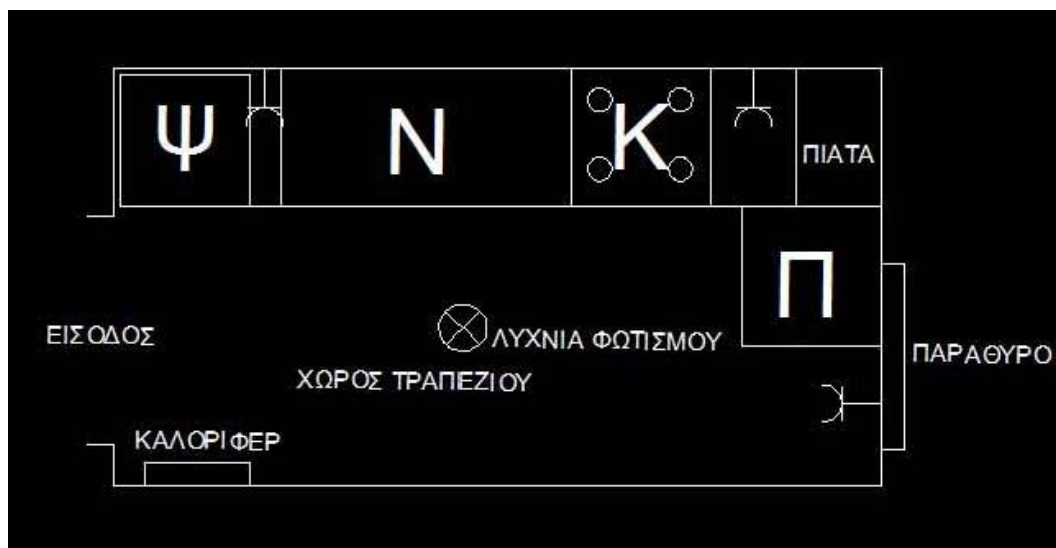 Ψ
Ν
Κ
ΠΙΑΤΑ
Π
ΕΙΣΟΔΟΣ
ΛΥΧΝΙΑ ΦΩΤΙΣΜΟΥ
ΠΑΡΑΘΥΡΟ
ΧΩΡΟΣ ΤΡΑΠΕΖΙΟΥ
ΚΑΛΟΡΙΦΕΡ